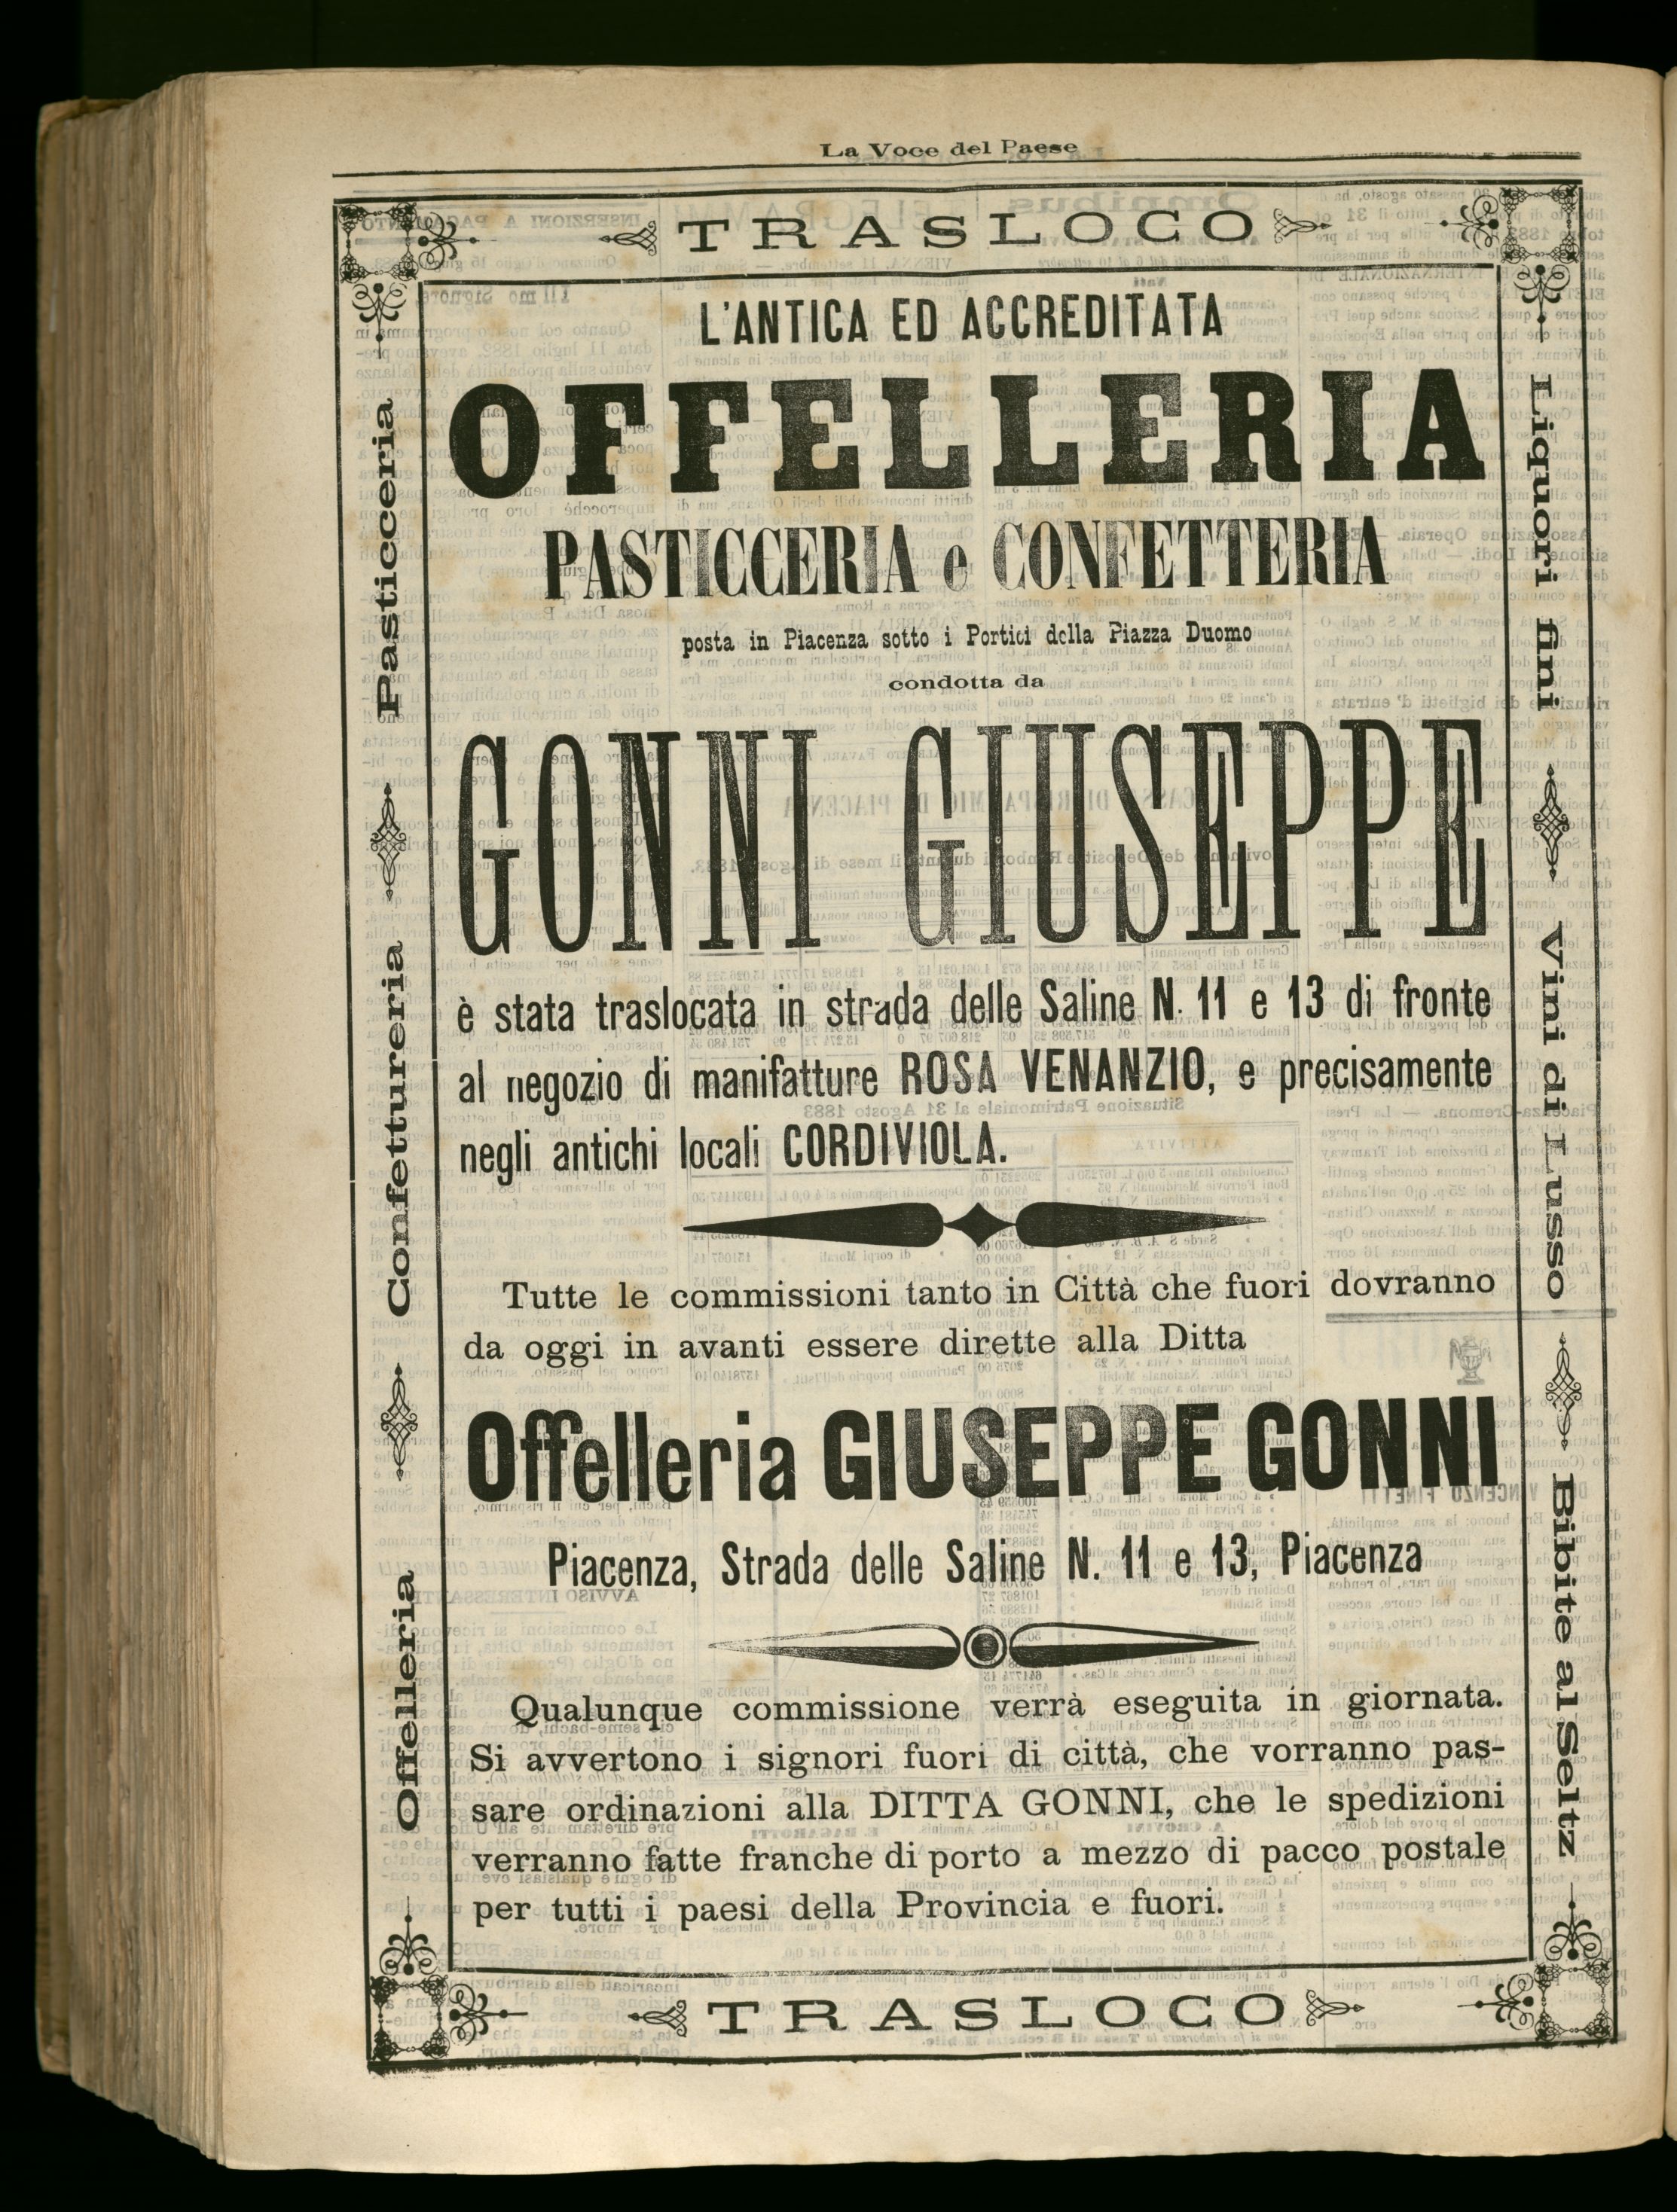 La Voce del Paese
TRASLOCO
L'ANTICA ED ACCREDITATA
OFFELLERIA
PASTICCERIA e CONFETTERIA
posta in Piacenza sotto i Portici della Piazza Duomo
condotta da
GONNI GIUSEPPE
è stata traslocata in strada delle Saline N. 11 e 13 di fronte
al negozio di manifatture ROSA VENANZIO, e precisamente
negli antichi locali CORDIVIOLA.
Tutte le commissioni tanto in Città che fuori dovranno
da oggi in avanti essere dirette alla Ditta
Offelleria GIUSEPPE GONNI
Piacenza, Strada delle Saline N. 11 e 13, Piacenza
Qualunque commissione verrà eseguita in giornata.
Si avvertono i signori fuori di città, che vorranno pas-
sare ordinazioni alla DITTA GONNI, che le spedizioni
verranno fatte franche di porto a mezzo di pacco postale
per tutti i paesi della Provincia e fuori.
TRASLOCO
Offelleria Confettureria Pasticceria
Liquori fini Vini di Lusso Bibite al Seltz